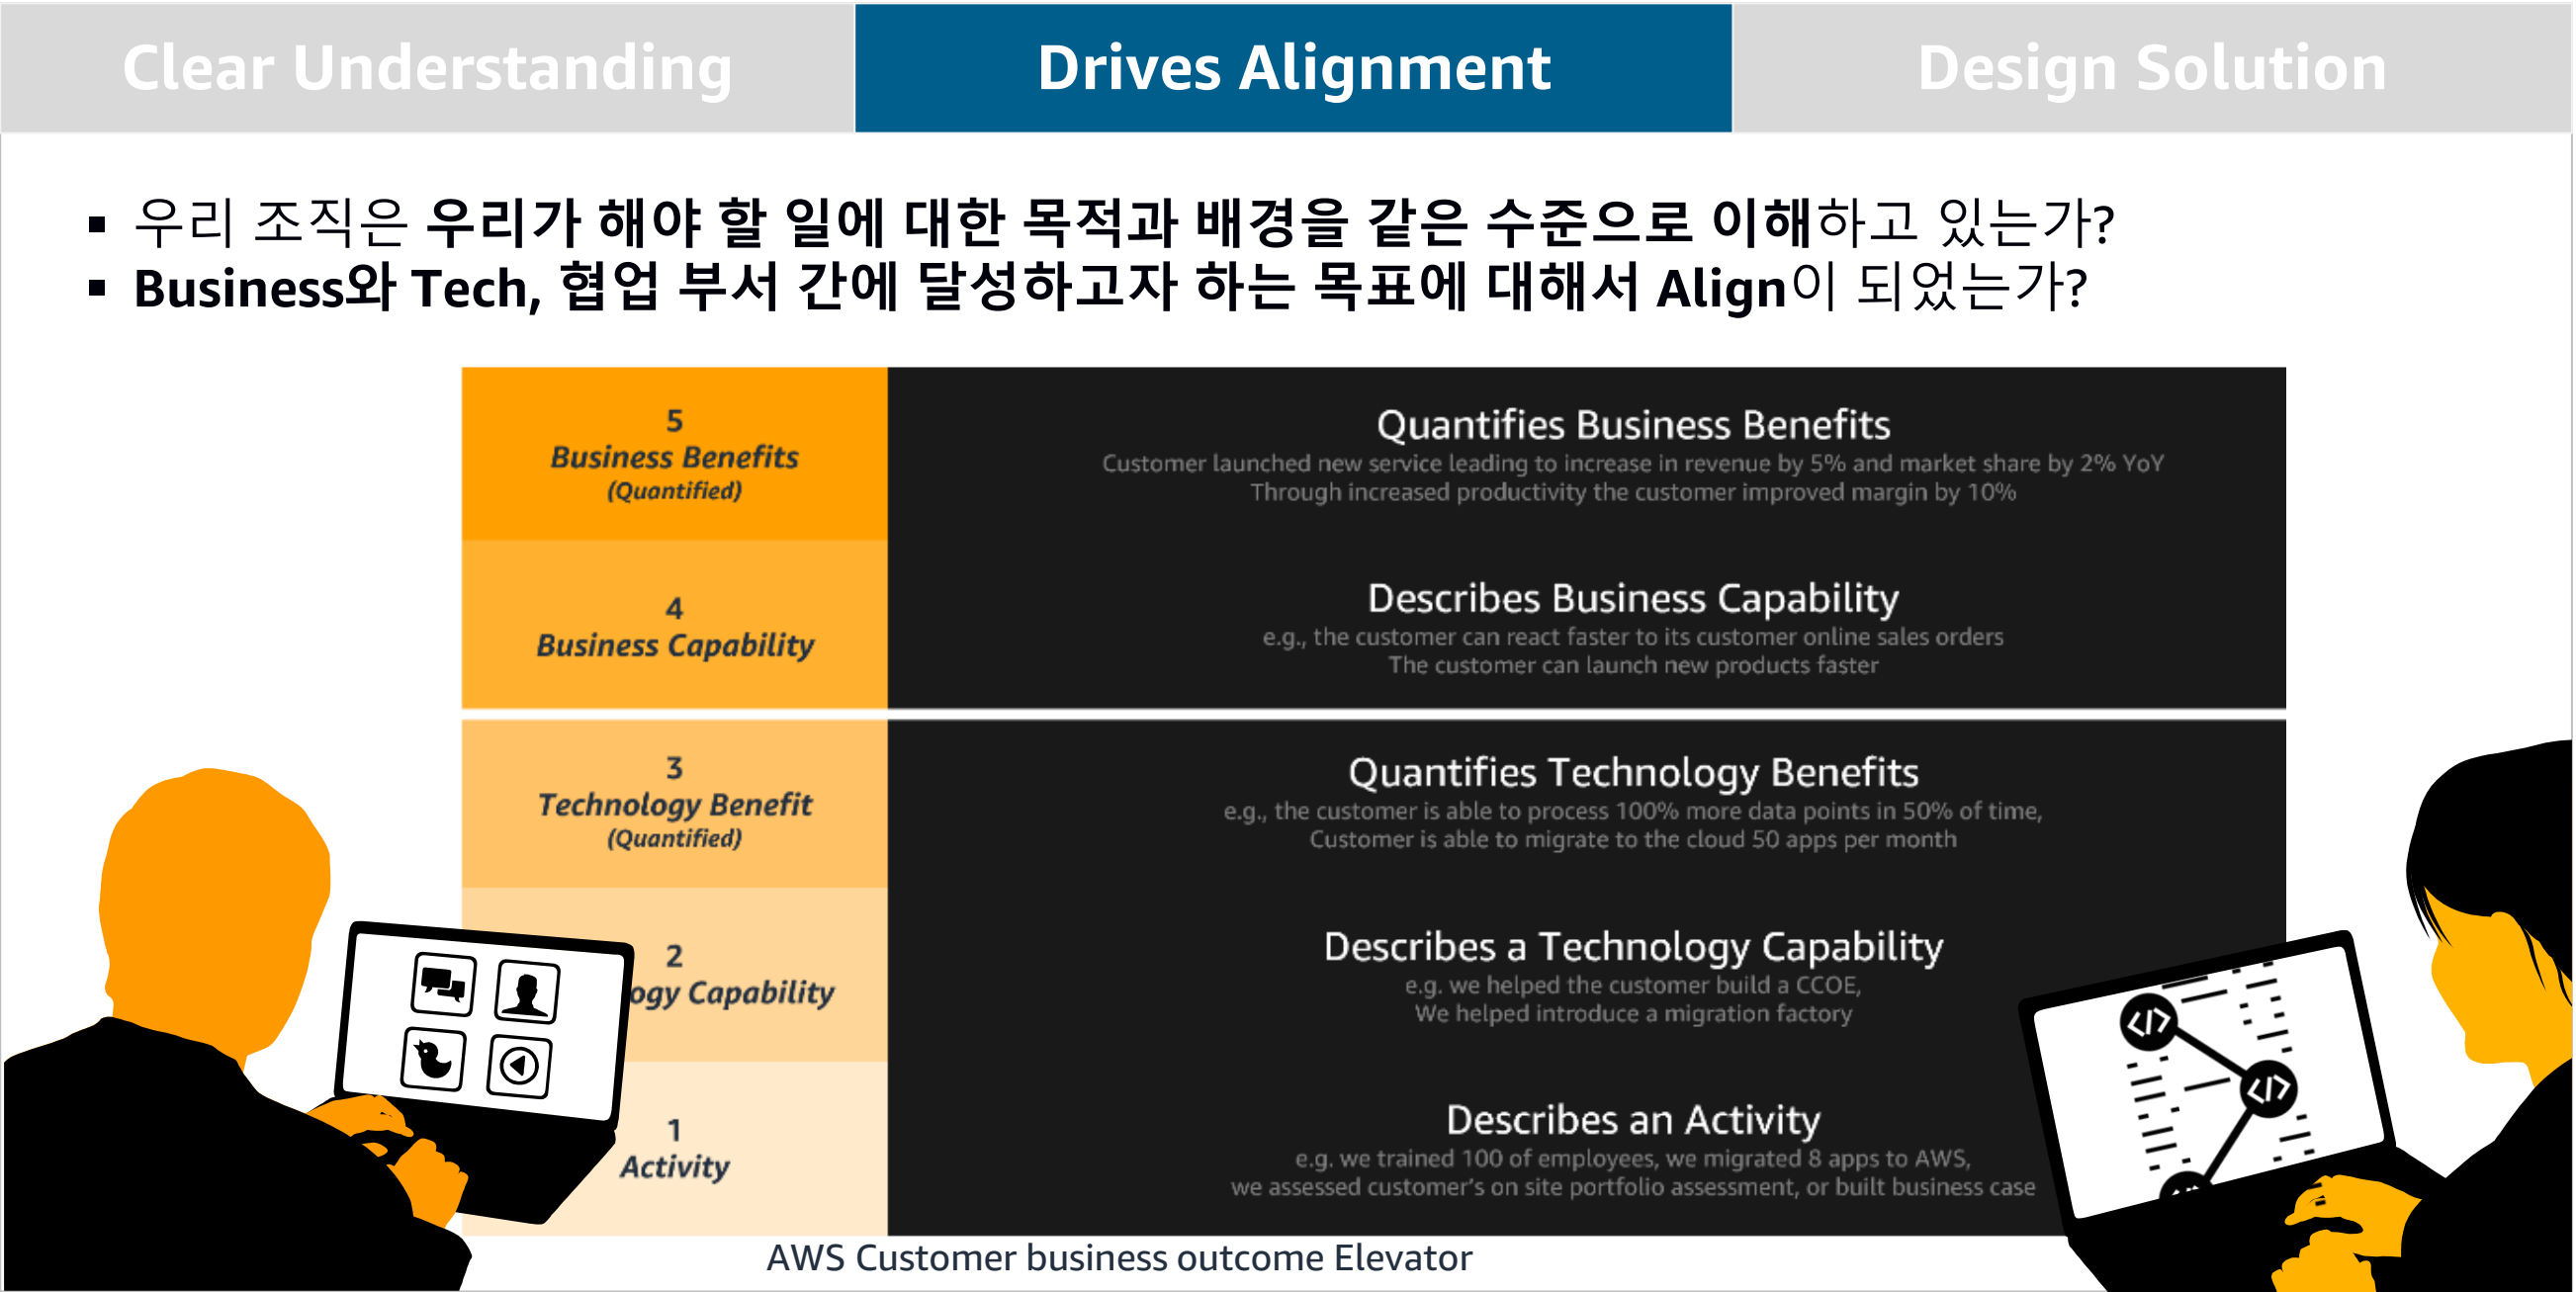 Clear Understanding
Drives Alignment
Design Solution
▪ 우리 조직은 우리가 해야 할 일에 대한 목적과 배경을 같은 수준으로 이해하고 있는가?
▪ Business와 Tech, 협업 부서 간에 달성하고자 하는 목표에 대해서 Align이 되었는가?
5
Business Benefits
(Quantified)
Quantifies Business Benefits
Customer launched new service leading to increase in revenue by 5% and market share by 2% YoY
Through increased productivity the customer improved margin by 10%
4
Business Capability
Describes Business Capability
e.g., the customer can react faster to its customer online sales orders
The customer can launch new products faster
3
Technology Benefit
(Quantified)
Quantifies Technology Benefits
e.g., the customer is able to process 100% more data points in 50% of time,
Customer is able to migrate to the cloud 50 apps per month
2
ogy Capability
Describes a Technology Capability
e.g. we helped the customer build a CCOE,
We helped introduce a migration factory
1
Activity
Describes an Activity
e.g. we trained 100 of employees, we migrated 8 apps to AWS,
we assessed customer's on site portfolio assessment, or built business case
</> 
</>
AWS Customer business outcome Elevator